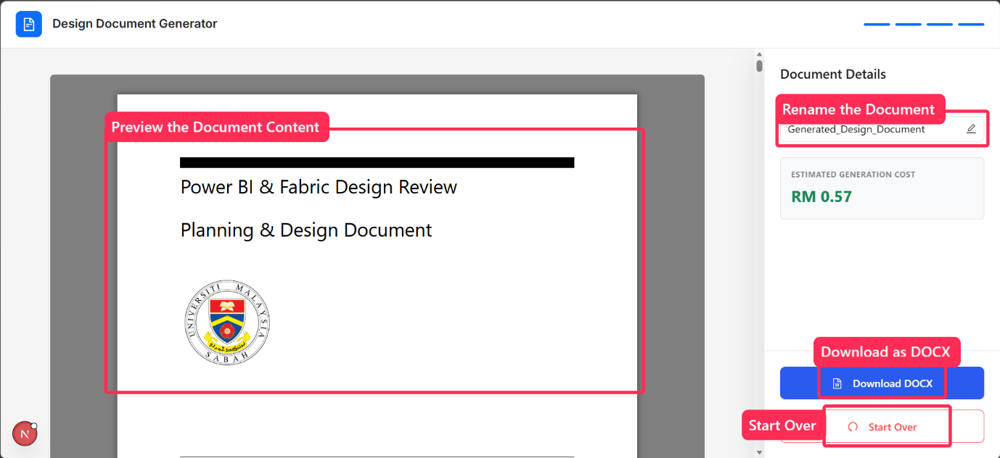 Design Document Generator
Preview the Document Content
Power BI & Fabric Design Review
Planning & Design Document
UNIVERSITI MALAYSIA
SABAH
Document Details
Rename the Document
Generated_Design_Document
ESTIMATED GENERATION COST
RM 0.57
Download as DOCX
W
Download DOCX
Start Over
Start Over
N